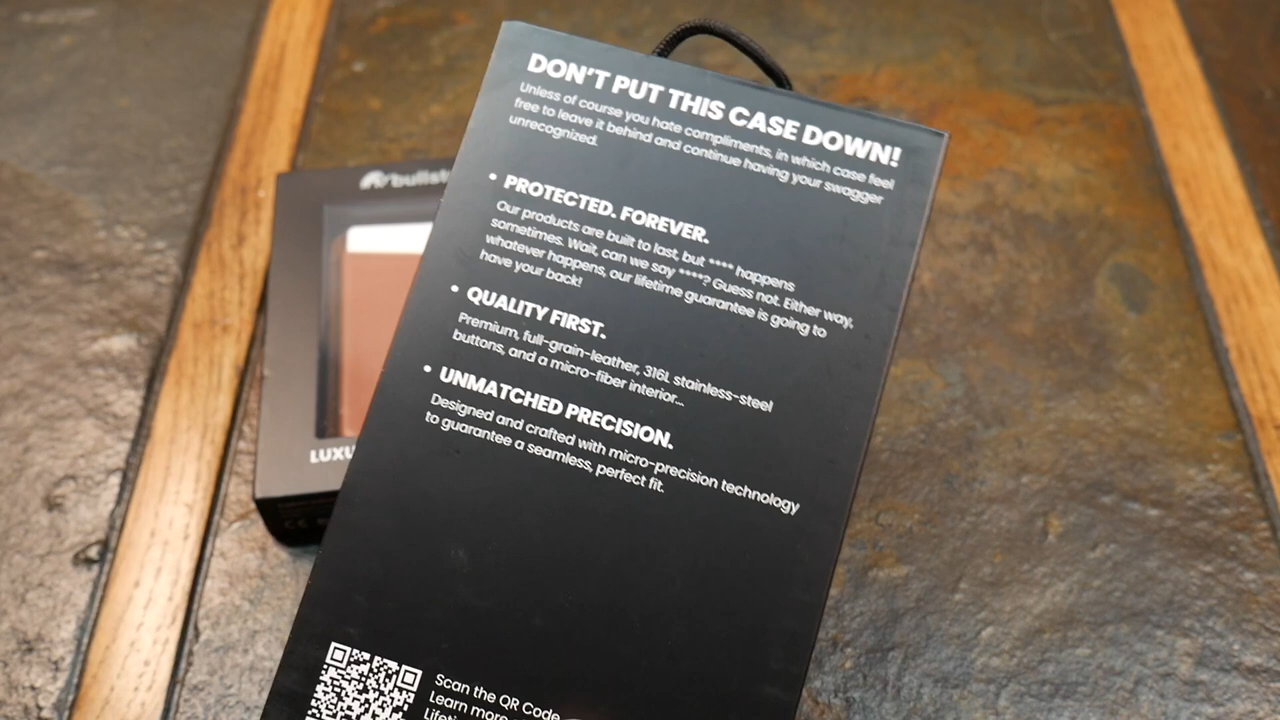 DON'T PUT THIS CASE DOWN!
Unless of course you hate compliments, in which case feel
free to leave it behind and continue having your swagger
unrecognized.
• PROTECTED. FOREVER.
Our products are built to last, but **** happens
sometimes. Wait, can we say ****? Guess not. Either way,
whatever happens, our lifetime guarantee is going to
have your back!
• QUALITY FIRST.
Premium, full-grain-leather, 316L stainless-steel
buttons, and a micro-fiber interior...
• UNMATCHED PRECISION.
Designed and crafted with micro-precision technology
to guarantee a seamless, perfect fit.
Scan the QR Code
Learn more
Lifeti
bullst
LUXU